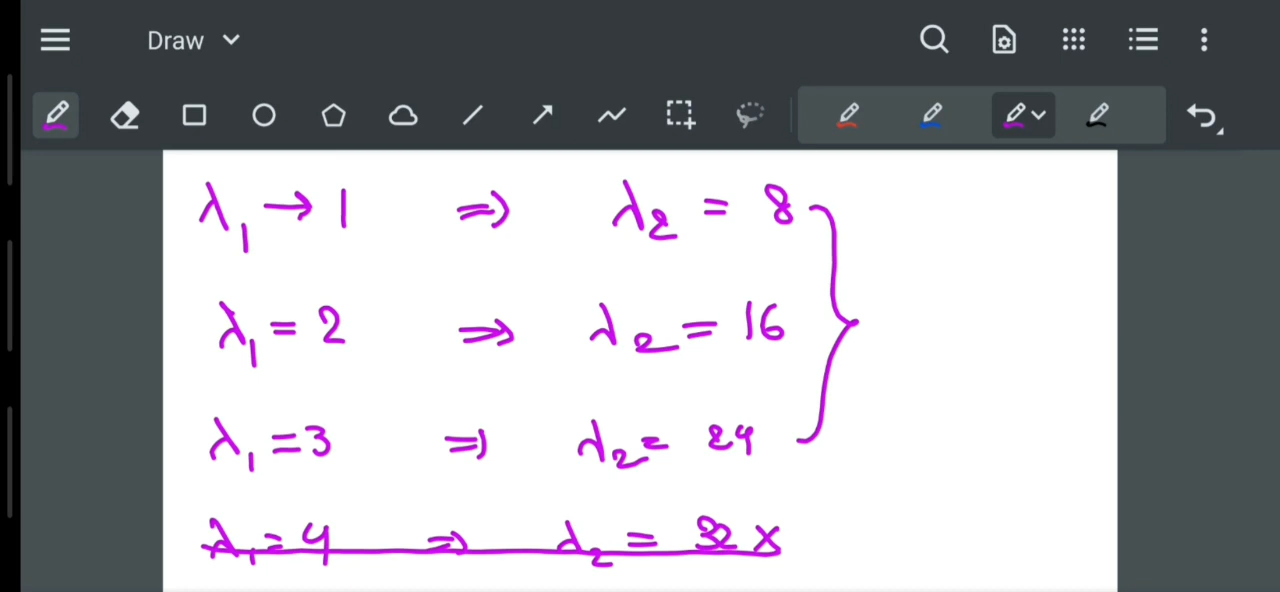 Draw
λ₁ → 1 ⇒ λ₂ = 8
λ₁ = 2 ⇒ λ₂ = 16
λ₁ = 3 ⇒ λ₂ = 24
λ₁ = 4 ⇒ λ₂ = 32 ×